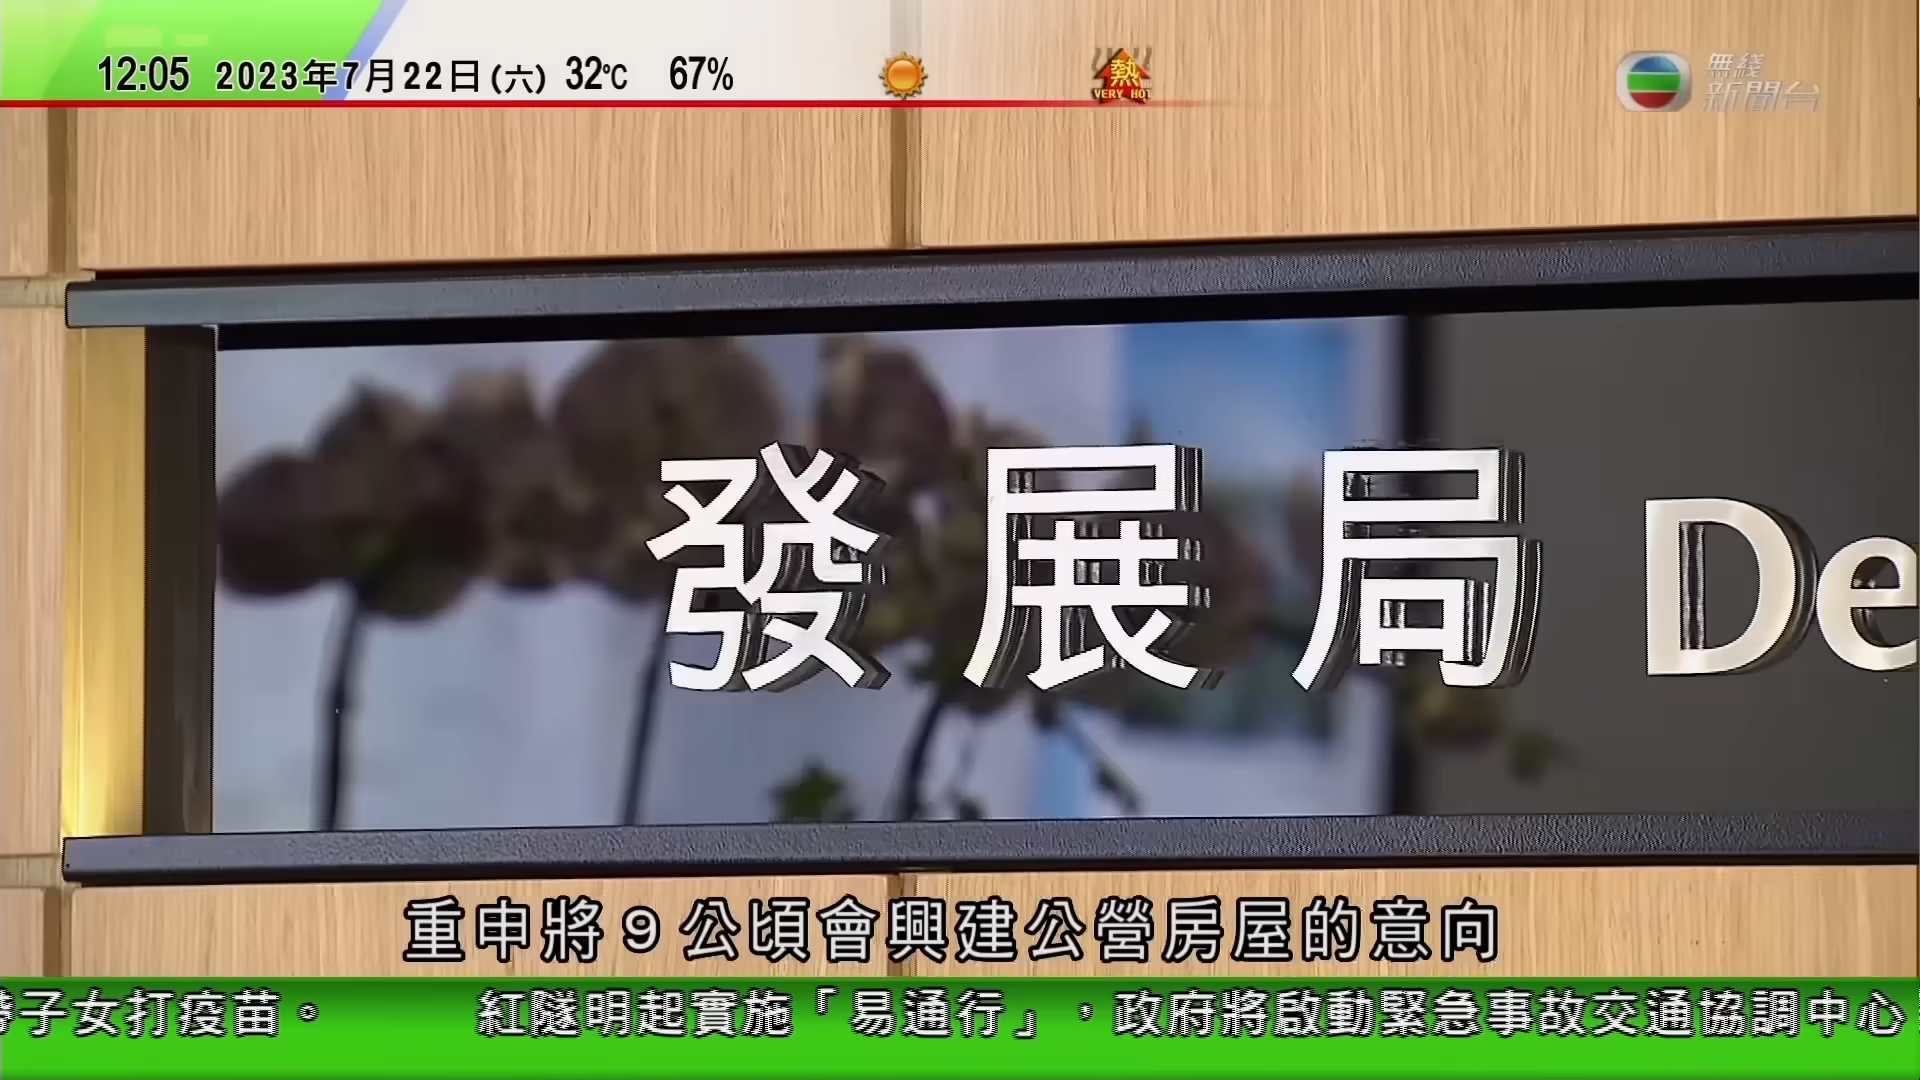 12:05 2023年7月22日(六) 32℃ 67%
熱
VERY HOT
無綫
新聞台
發展局 De
重申將9公頃會興建公營房屋的意向
帶子女打疫苗。 紅隧明起實施「易通行」，政府將啟動緊急事故交通協調中心